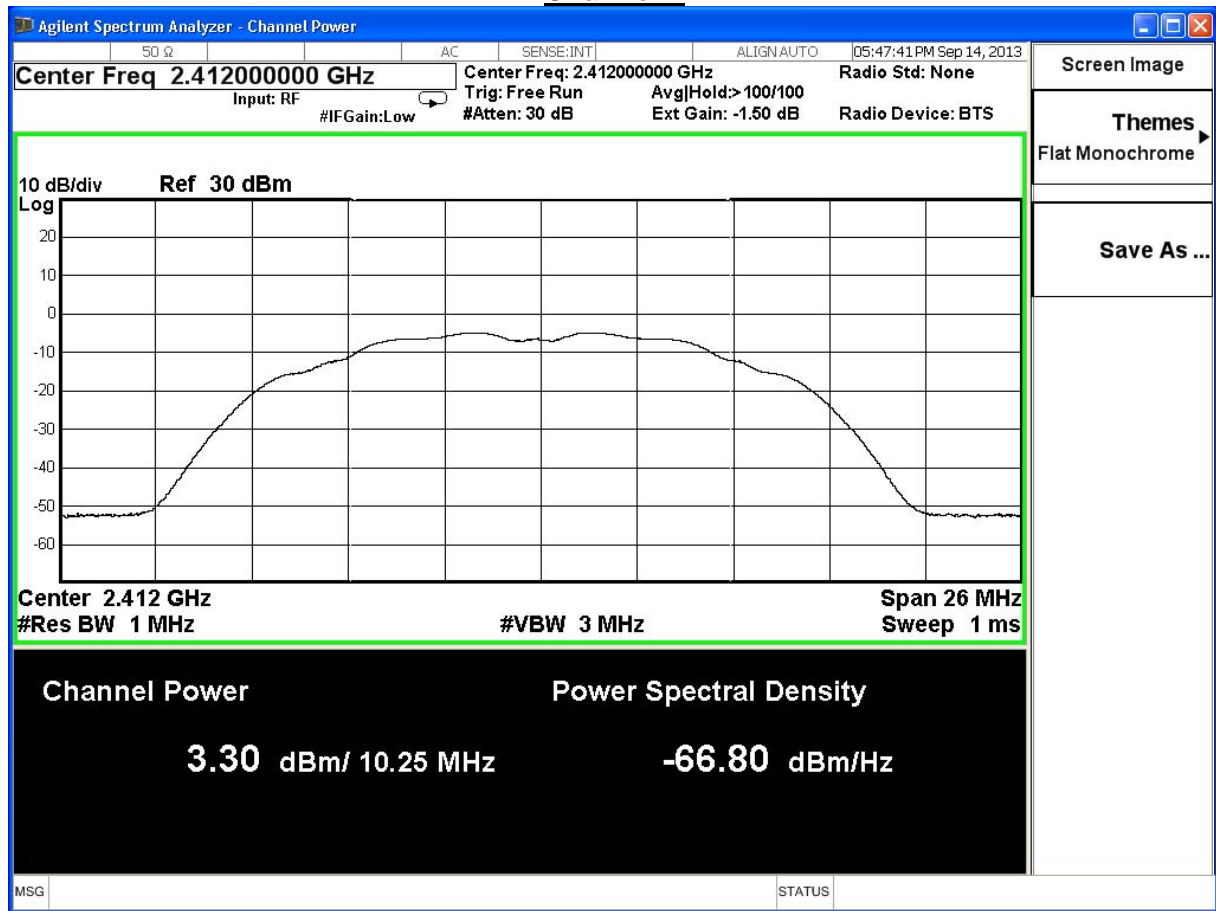 Agilent Spectrum Analyzer - Channel Power
50 Ω AC SENSE:INT ALIGN AUTO 05:47:41 PM Sep 14, 2013
Center Freq 2.412000000 GHz
Input: RF
#IFGain:Low
Center Freq: 2.412000000 GHz
Trig: Free Run Avg|Hold:>100/100
#Atten: 30 dB Ext Gain: -1.50 dB
Radio Std: None
Radio Device: BTS
10 dB/div Ref 30 dBm
Log
20
10
0
-10
-20
-30
-40
-50
-60
Center 2.412 GHz Span 26 MHz
#Res BW 1 MHz #VBW 3 MHz Sweep 1 ms
Channel Power Power Spectral Density
3.30 dBm/ 10.25 MHz -66.80 dBm/Hz
MSG STATUS
Screen Image
Themes
Flat Monochrome
Save As ...